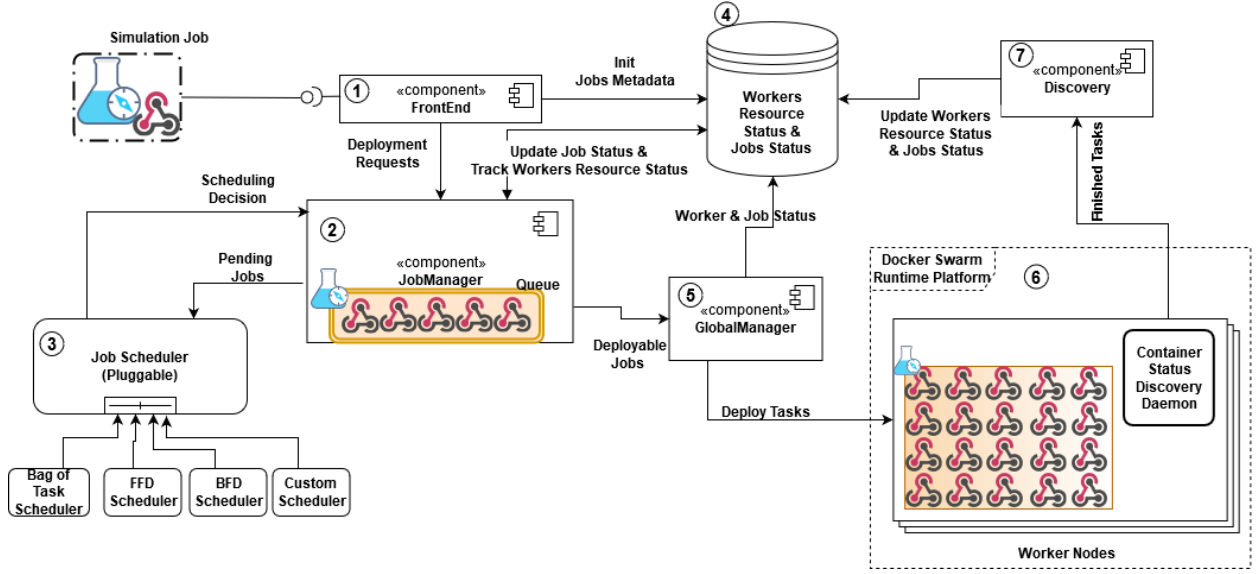 Simulation Job
1
«component»
FrontEnd
Init
Jobs Metadata
4
Workers
Resource
Status &
Jobs Status
7
«component»
Discovery
Update Workers
Resource Status
& Jobs Status
Finished Tasks
Deployment
Requests
Update Job Status &
Track Workers Resource Status
Scheduling
Decision
2
«component»
JobManager
Queue
Pending
Jobs
Worker & Job Status
5
«component»
GlobalManager
Deployable
Jobs
Deploy Tasks
Docker Swarm
Runtime Platform
6
Container
Status
Discovery
Daemon
Worker Nodes
3
Job Scheduler
(Pluggable)
Bag of
Task
Scheduler
FFD
Scheduler
BFD
Scheduler
Custom
Scheduler